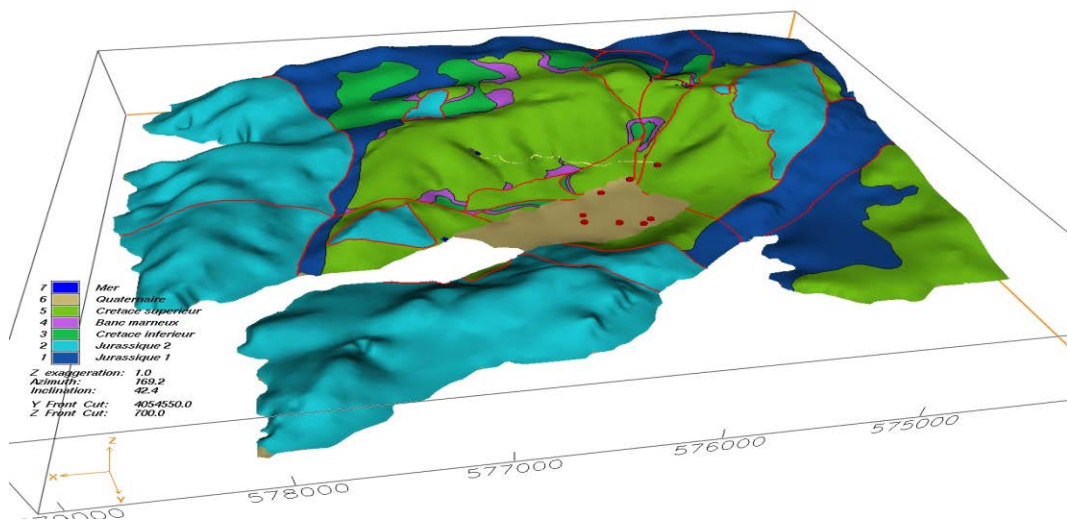 7 Mer
6 Quaternaire
5 Cretace superieur
4 Banc marneux
3 Cretace inferieur
2 Jurassique 2
1 Jurassique 1
Z exaggeration: 1.0
Azimuth: 169.2
Inclination: 42.4
Y Front Cut: 4054550.0
Z Front Cut: 700.0
Z
X
Y
578000
577000
576000
575000